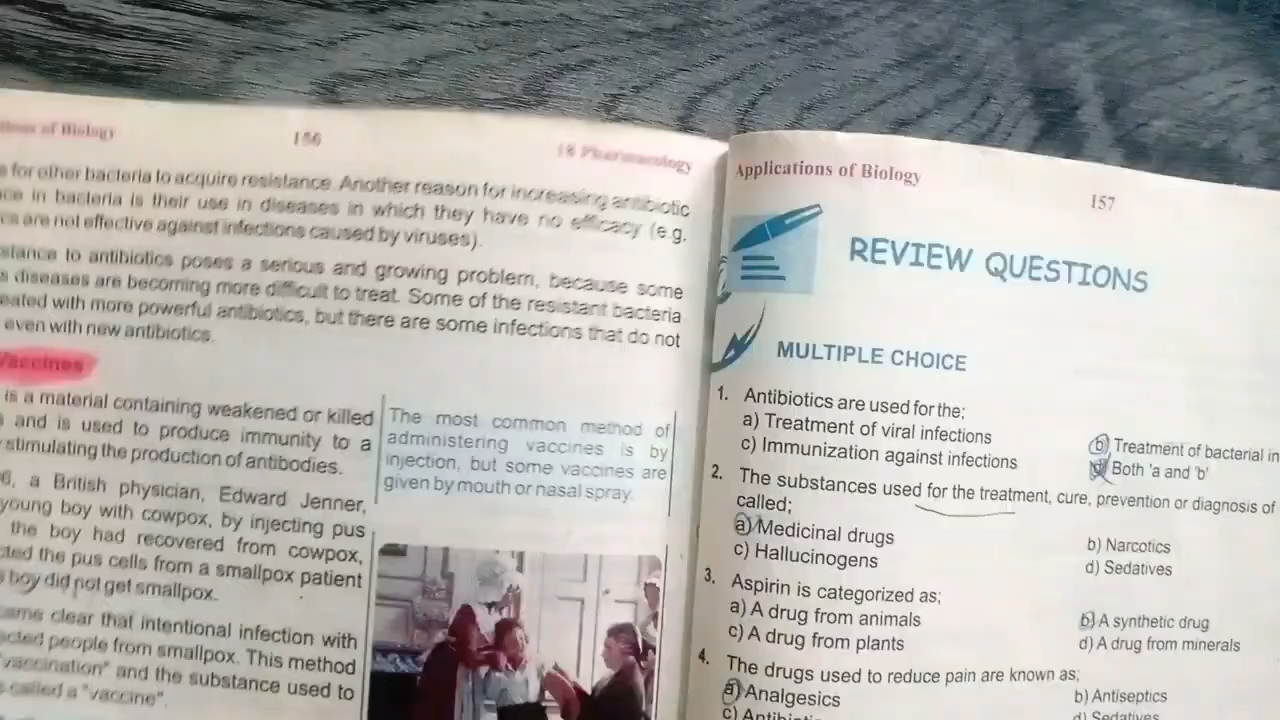 of Biology
156
18 Pharmacology
for other bacteria to acquire resistance. Another reason for increasing antibiotic
in bacteria is their use in diseases in which they have no efficacy (e.g.
are not effective against infections caused by viruses).
to antibiotics poses a serious and growing problem, because some
diseases are becoming more difficult to treat. Some of the resistant bacteria
with more powerful antibiotics, but there are some infections that do not
even with new antibiotics.
Vaccines
is a material containing weakened or killed
and is used to produce immunity to a
stimulating the production of antibodies.
6, a British physician, Edward Jenner,
young boy with cowpox, by injecting pus
the boy had recovered from cowpox,
the pus cells from a smallpox patient
boy did not get smallpox.
clear that intentional infection with
people from smallpox. This method
"vaccination" and the substance used to
called a "vaccine".
The most common method of
administering vaccines is by
injection, but some vaccines are
given by mouth or nasal spray.
Applications of Biology
157
REVIEW QUESTIONS
MULTIPLE CHOICE
1. Antibiotics are used for the;
a) Treatment of viral infections
b) Treatment of bacterial in
c) Immunization against infections
d) Both 'a and 'b'
2. The substances used for the treatment, cure, prevention or diagnosis of
called;
a) Medicinal drugs
b) Narcotics
c) Hallucinogens
d) Sedatives
3. Aspirin is categorized as;
a) A drug from animals
b) A synthetic drug
c) A drug from plants
d) A drug from minerals
4. The drugs used to reduce pain are known as;
a) Analgesics
b) Antiseptics
c) Antibiot
d) Sedatives